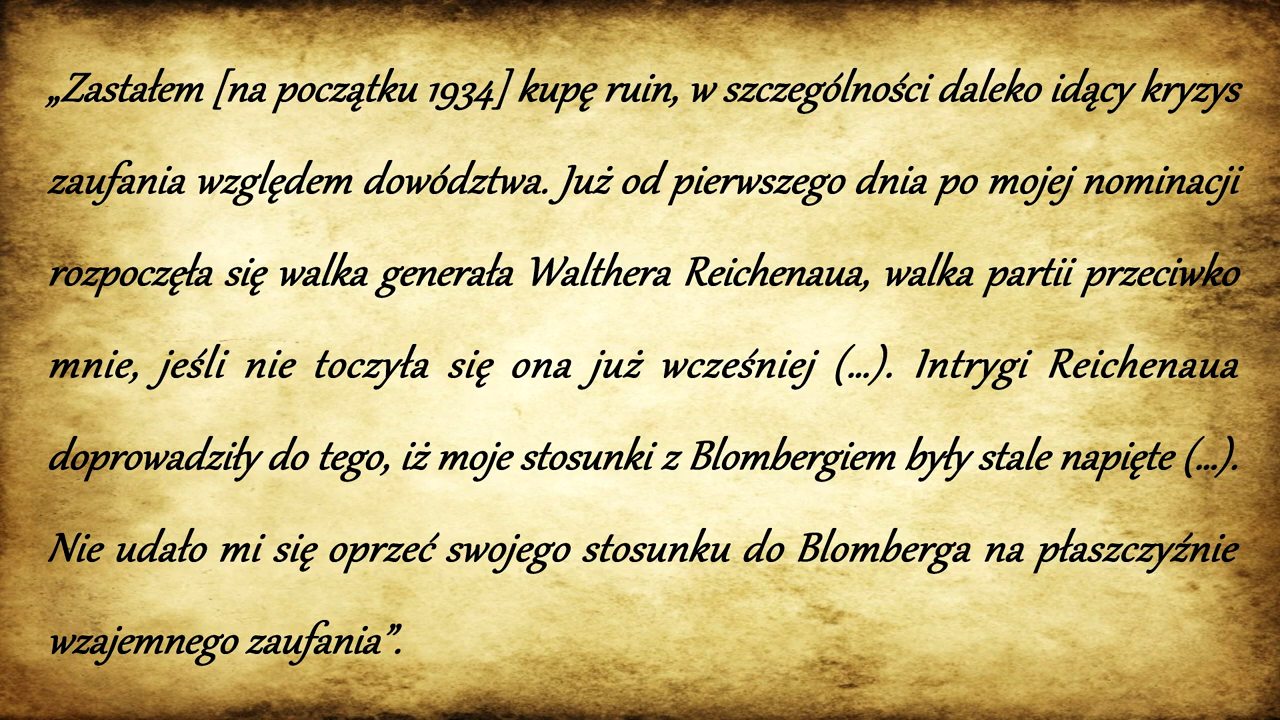 „Zastałem [na początku 1934] kupę ruin, w szczególności daleko idący kryzys
zaufania względem dowództwa. Już od pierwszego dnia po mojej nominacji
rozpoczęła się walka generała Walthera Reichenaua, walka partii przeciwko
mnie, jeśli nie toczyła się ona już wcześniej (...). Intrygi Reichenaua
doprowadziły do tego, iż moje stosunki z Blombergiem były stale napięte (...).
Nie udało mi się oprzeć swojego stosunku do Blomberga na płaszczyźnie
wzajemnego zaufania”.